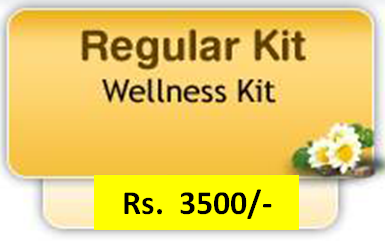 Regular Kit
Wellness Kit
Rs.  3500/-